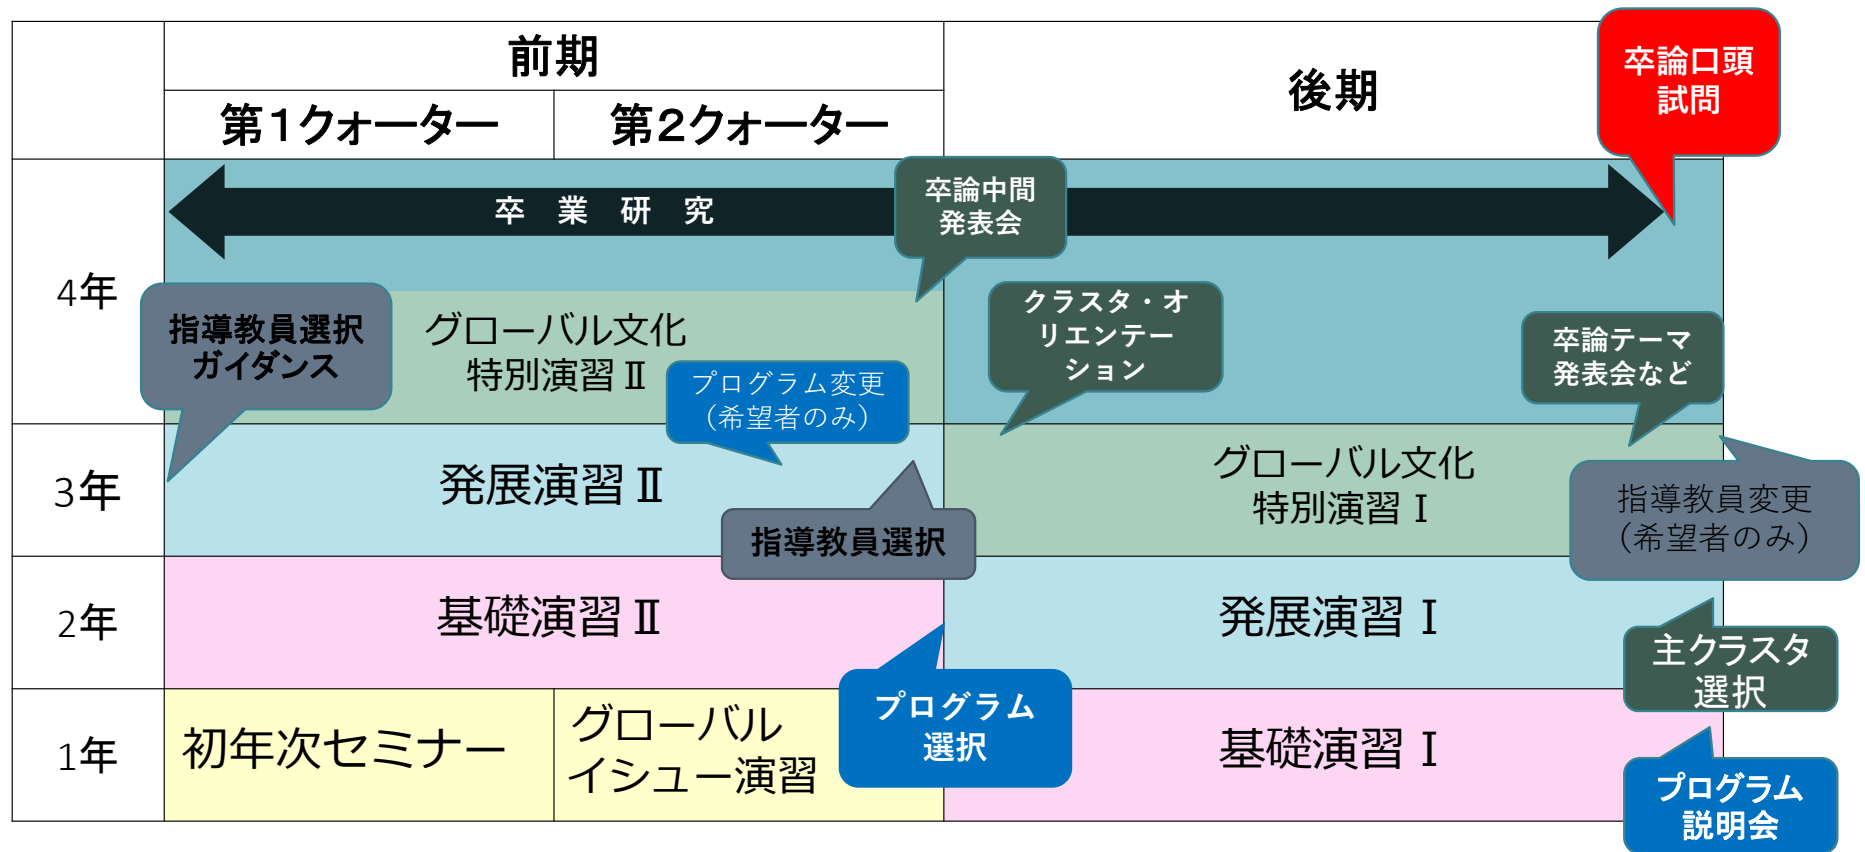 前期
後期
卒論口頭
試問
第１クォーター
第２クォーター
4年
卒　業　研　究
卒論中間
発表会
指導教員選択
ガイダンス
グローバル文化
特別演習Ⅱ
プログラム変更
（希望者のみ）
クラスタ・オ
リエンテー
ション
卒論テーマ
発表会など
3年
発展演習Ⅱ
指導教員選択
グローバル文化
特別演習Ⅰ
指導教員変更
（希望者のみ）
2年
基礎演習Ⅱ
発展演習Ⅰ
プログラム
選択
主クラスタ
選択
1年
初年次セミナー
グローバル
イシュー演習
基礎演習Ⅰ
プログラム
説明会